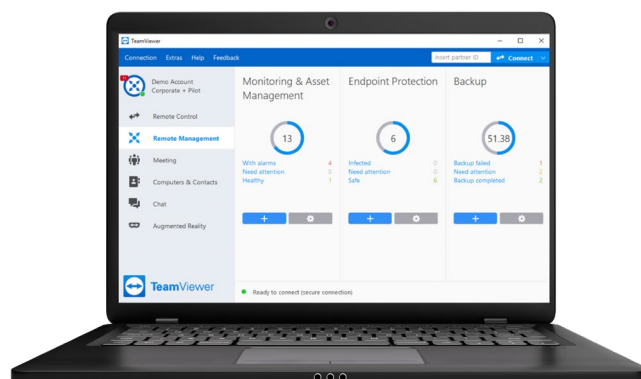 TeamViewer
Connection Extras Help Feedback
Insert partner ID
Connect
Demo Account
Corporate + Pilot
Remote Control
Remote Management
Meeting
Computers & Contacts
Chat
Augmented Reality
TeamViewer
Monitoring & Asset
Management
13
With alarms 4
Need attention 0
Healthy 1
Endpoint Protection
6
Infected 0
Need attention 0
Safe 6
Backup
51.38
Backup failed 1
Need attention 2
Backup completed 2
Ready to connect (secure connection)